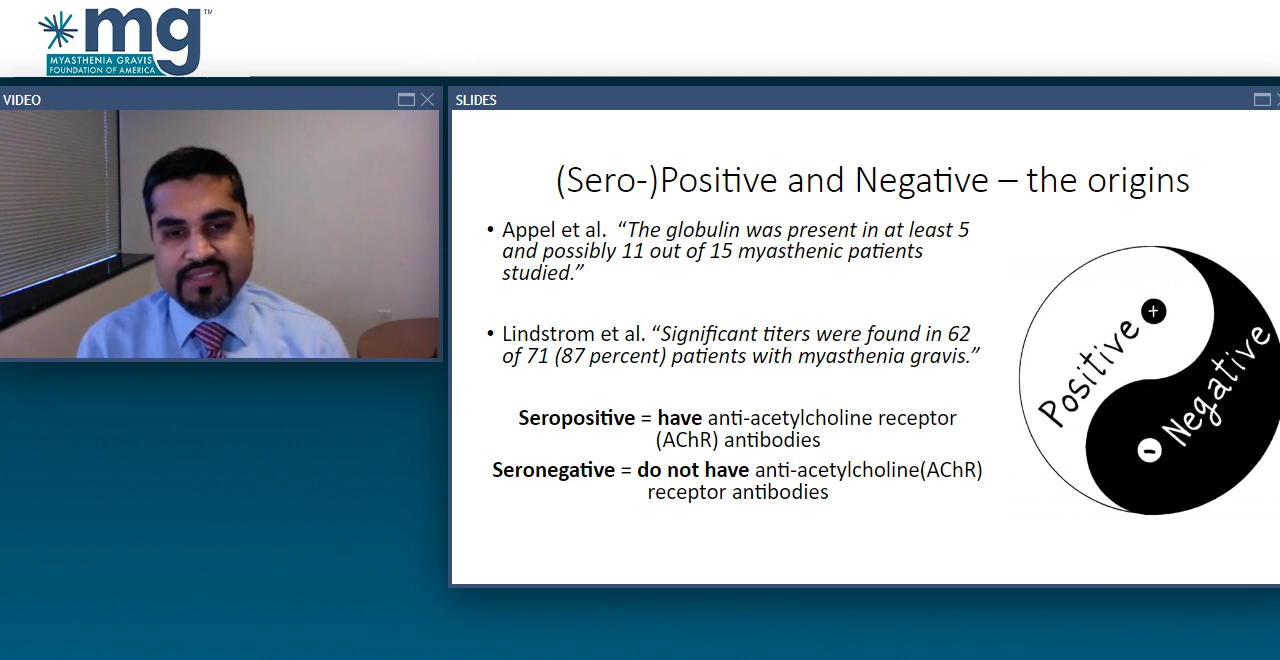 mg™
MYASTHENIA GRAVIS
FOUNDATION OF AMERICA
VIDEO
SLIDES
(Sero-)Positive and Negative – the origins
• Appel et al.  “The globulin was present in at least 5
and possibly 11 out of 15 myasthenic patients
studied.”
• Lindstrom et al. “Significant titers were found in 62
of 71 (87 percent) patients with myasthenia gravis.”
Seropositive = have anti-acetylcholine receptor
(AChR) antibodies
Seronegative = do not have anti-acetylcholine(AChR)
receptor antibodies
Positive +
Negative -